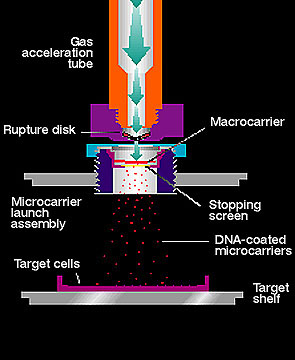 Gas
acceleration
tube
Rupture disk
Macrocarrier
Microcarrier
launch
assembly
Stopping
screen
DNA-coated
microcarriers
Target cells
Target
shelf